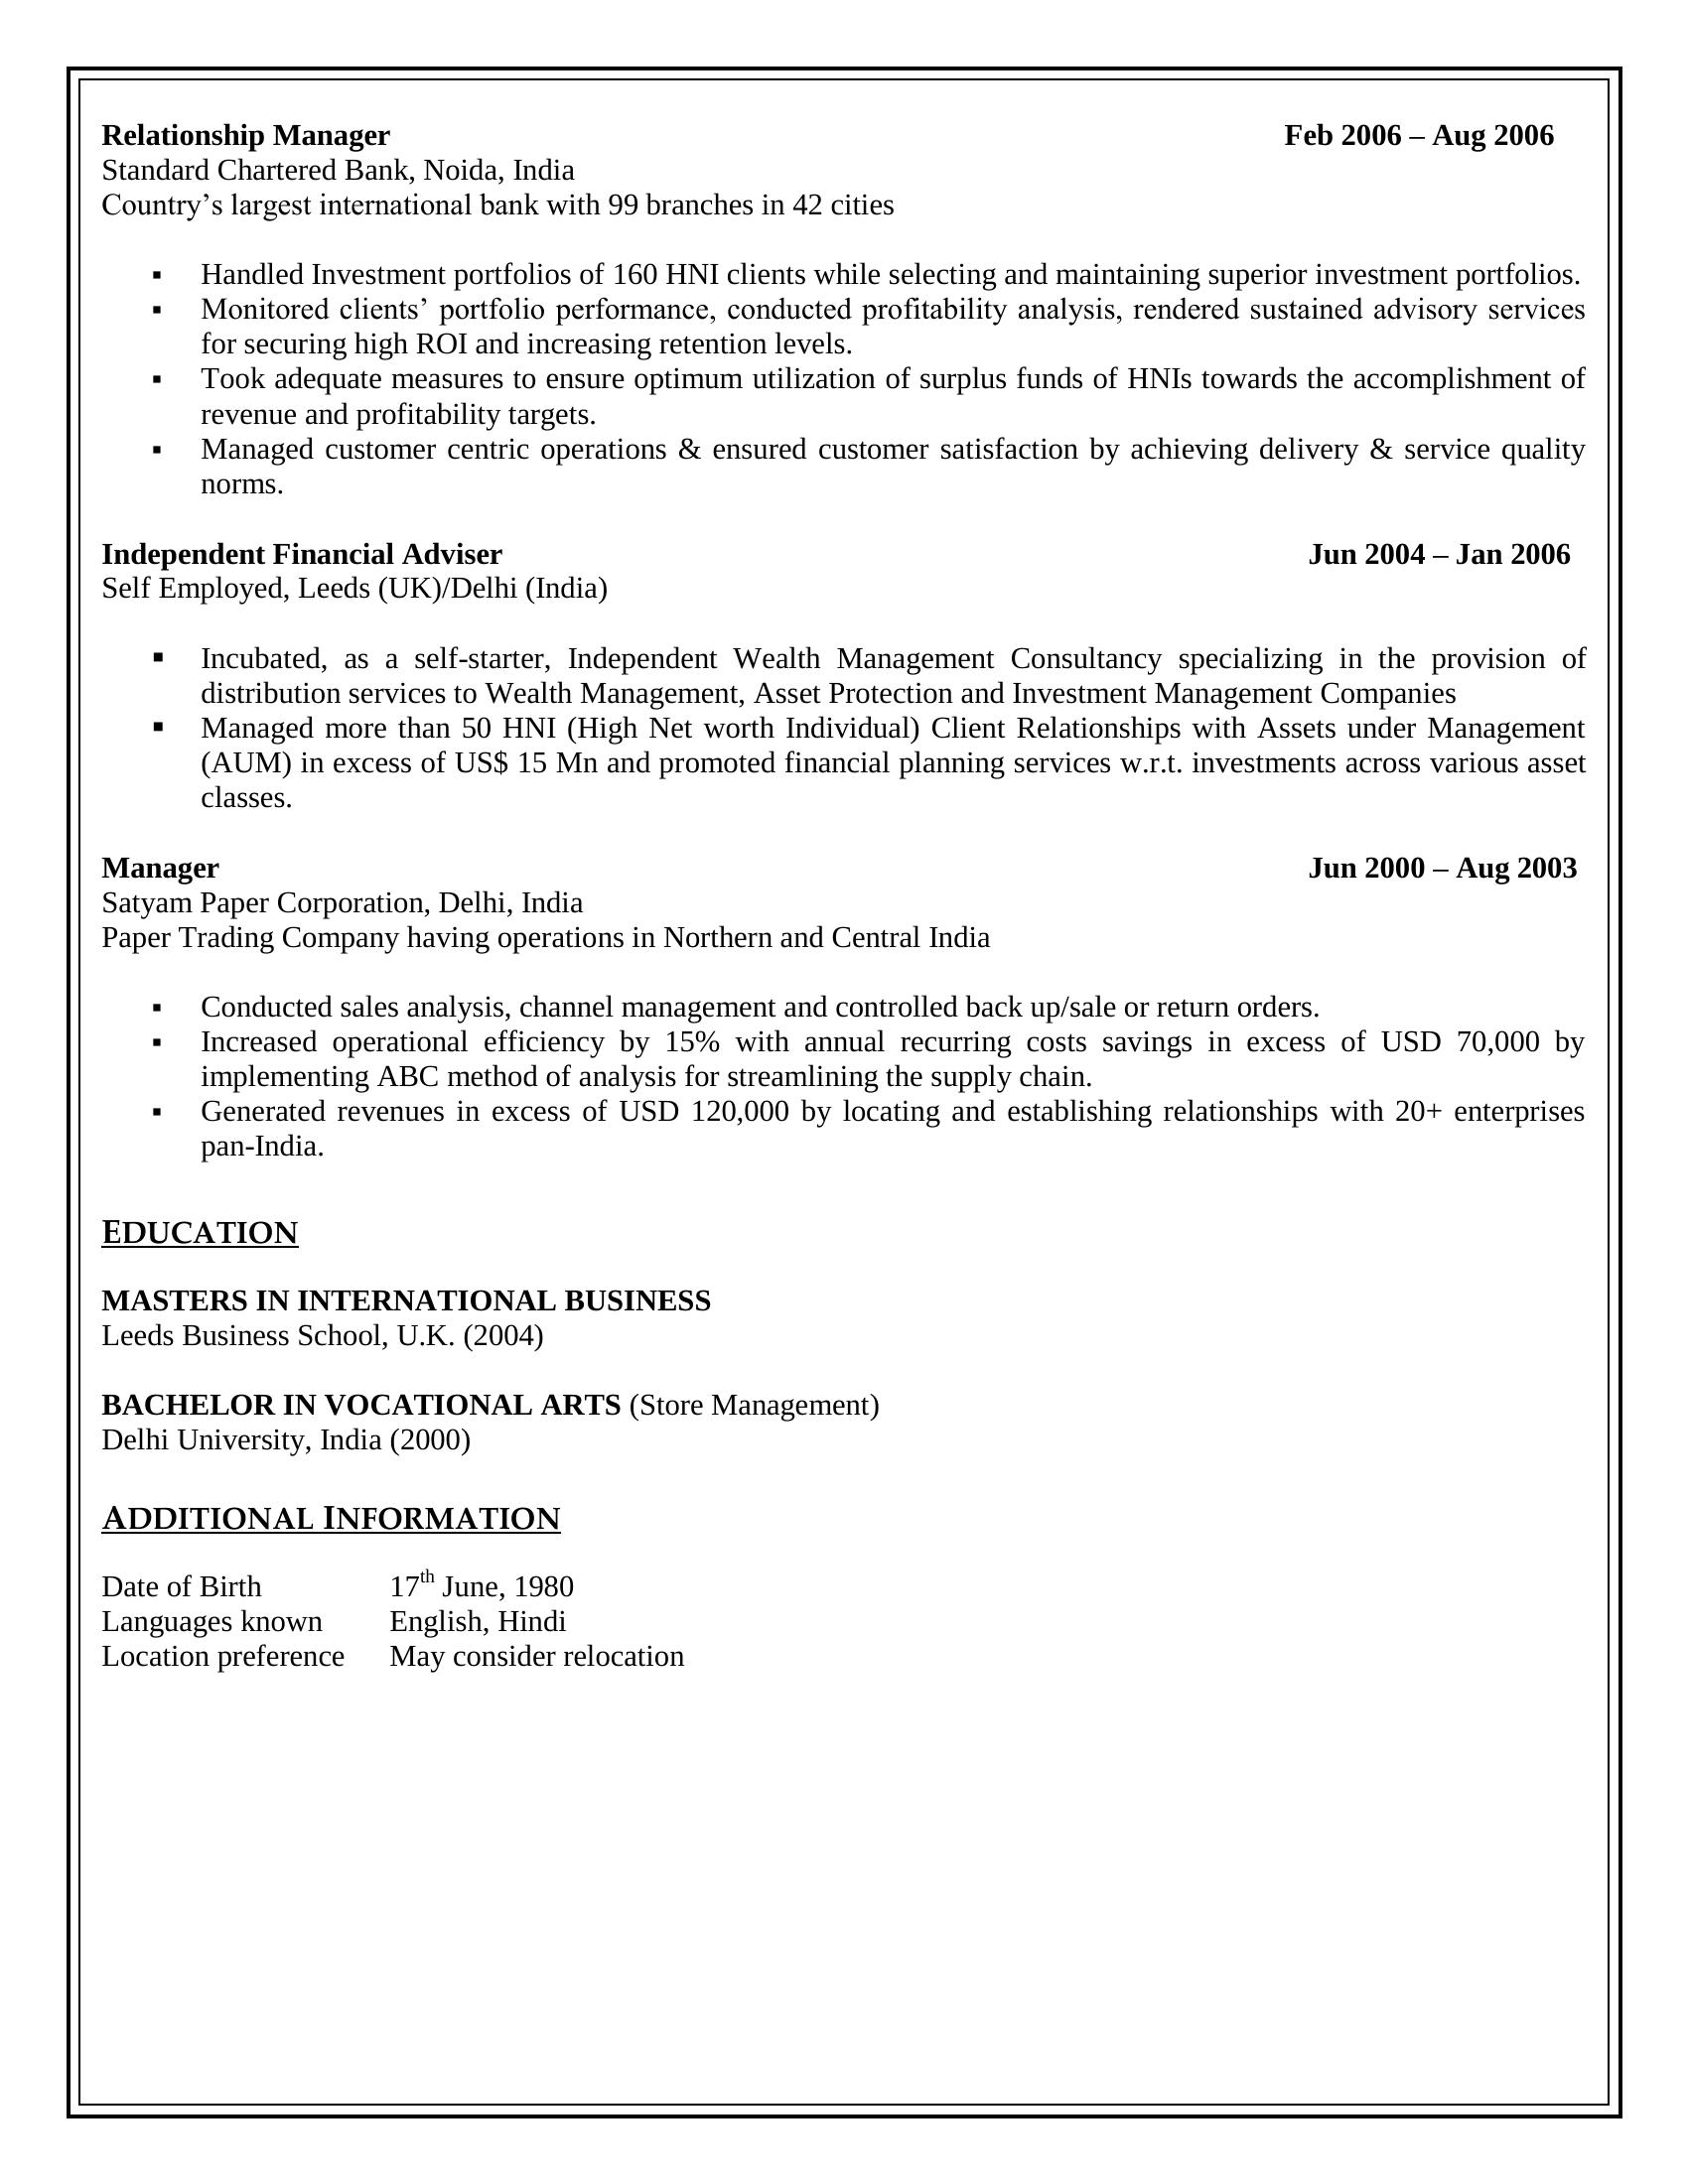 Relationship Manager Feb 2006 – Aug 2006
Standard Chartered Bank, Noida, India
Country’s largest international bank with 99 branches in 42 cities
▪ Handled Investment portfolios of 160 HNI clients while selecting and maintaining superior investment portfolios.
▪ Monitored clients’ portfolio performance, conducted profitability analysis, rendered sustained advisory services
for securing high ROI and increasing retention levels.
▪ Took adequate measures to ensure optimum utilization of surplus funds of HNIs towards the accomplishment of
revenue and profitability targets.
▪ Managed customer centric operations & ensured customer satisfaction by achieving delivery & service quality
norms.
Independent Financial Adviser Jun 2004 – Jan 2006
Self Employed, Leeds (UK)/Delhi (India)
▪ Incubated, as a self-starter, Independent Wealth Management Consultancy specializing in the provision of
distribution services to Wealth Management, Asset Protection and Investment Management Companies
▪ Managed more than 50 HNI (High Net worth Individual) Client Relationships with Assets under Management
(AUM) in excess of US$ 15 Mn and promoted financial planning services w.r.t. investments across various asset
classes.
Manager Jun 2000 – Aug 2003
Satyam Paper Corporation, Delhi, India
Paper Trading Company having operations in Northern and Central India
▪ Conducted sales analysis, channel management and controlled back up/sale or return orders.
▪ Increased operational efficiency by 15% with annual recurring costs savings in excess of USD 70,000 by
implementing ABC method of analysis for streamlining the supply chain.
▪ Generated revenues in excess of USD 120,000 by locating and establishing relationships with 20+ enterprises
pan-India.
EDUCATION
MASTERS IN INTERNATIONAL BUSINESS
Leeds Business School, U.K. (2004)
BACHELOR IN VOCATIONAL ARTS (Store Management)
Delhi University, India (2000)
ADDITIONAL INFORMATION
Date of Birth 17th June, 1980
Languages known English, Hindi
Location preference May consider relocation